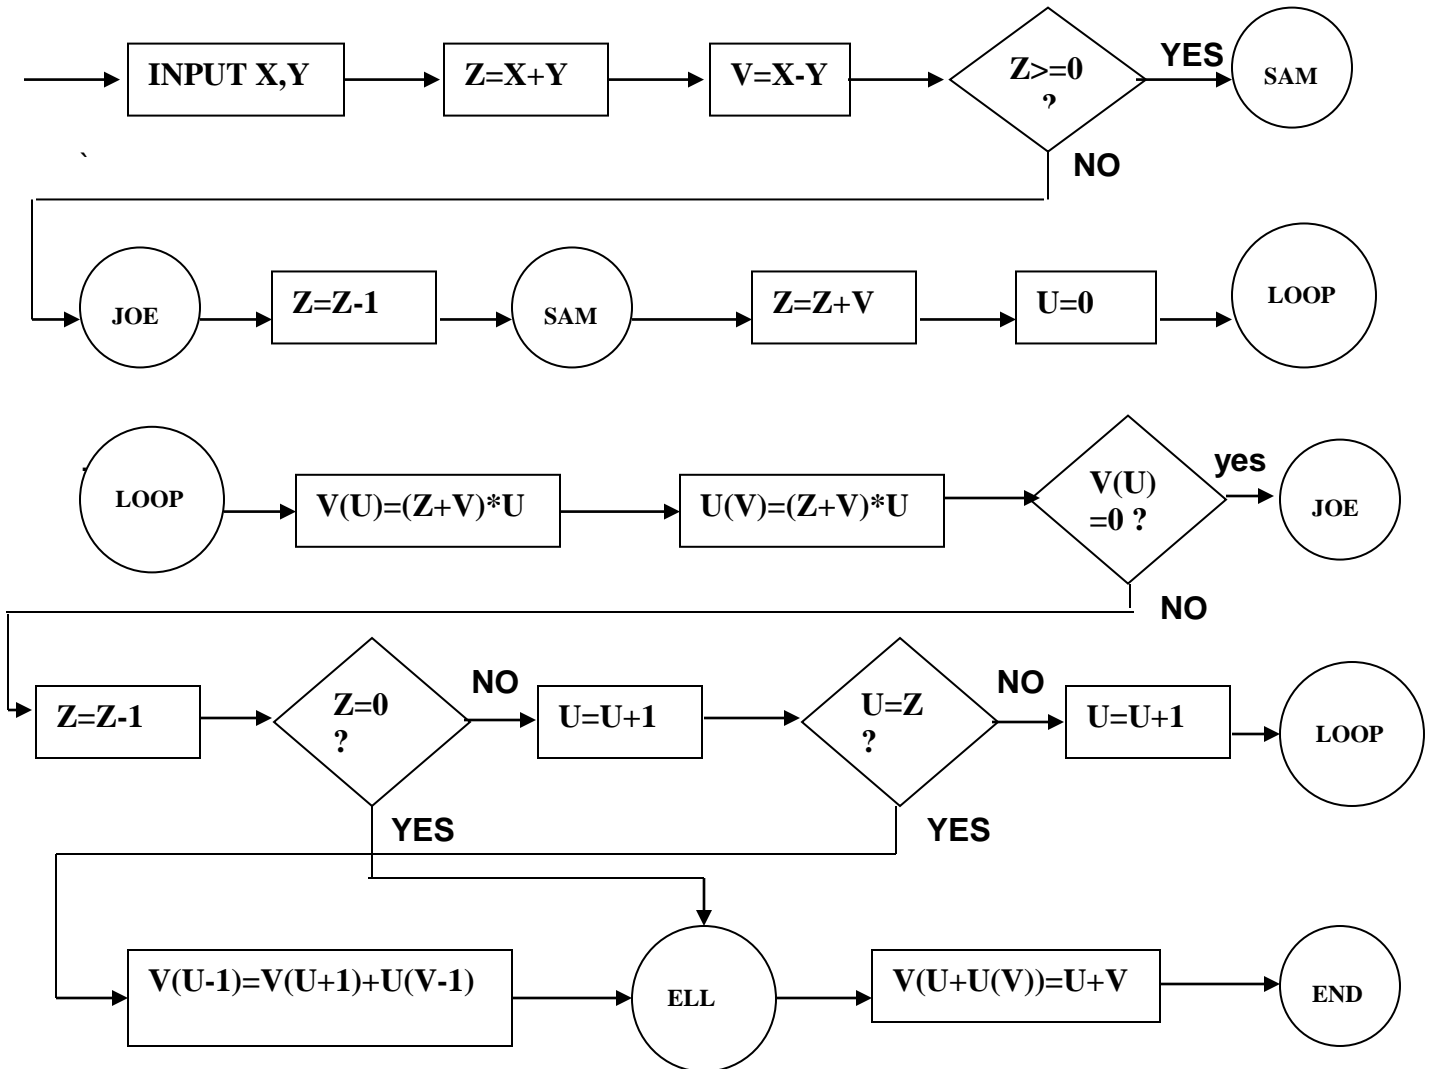 INPUT X,Y
Z=X+Y
V=X-Y
Z>=0
?
YES
SAM
`
NO
JOE
Z=Z-1
SAM
Z=Z+V
U=0
LOOP
LOOP
V(U)=(Z+V)*U
U(V)=(Z+V)*U
V(U)
=0 ?
yes
JOE
NO
Z=Z-1
Z=0
?
NO
U=U+1
U=Z
?
NO
U=U+1
LOOP
YES
YES
V(U-1)=V(U+1)+U(V-1)
ELL
V(U+U(V))=U+V
END